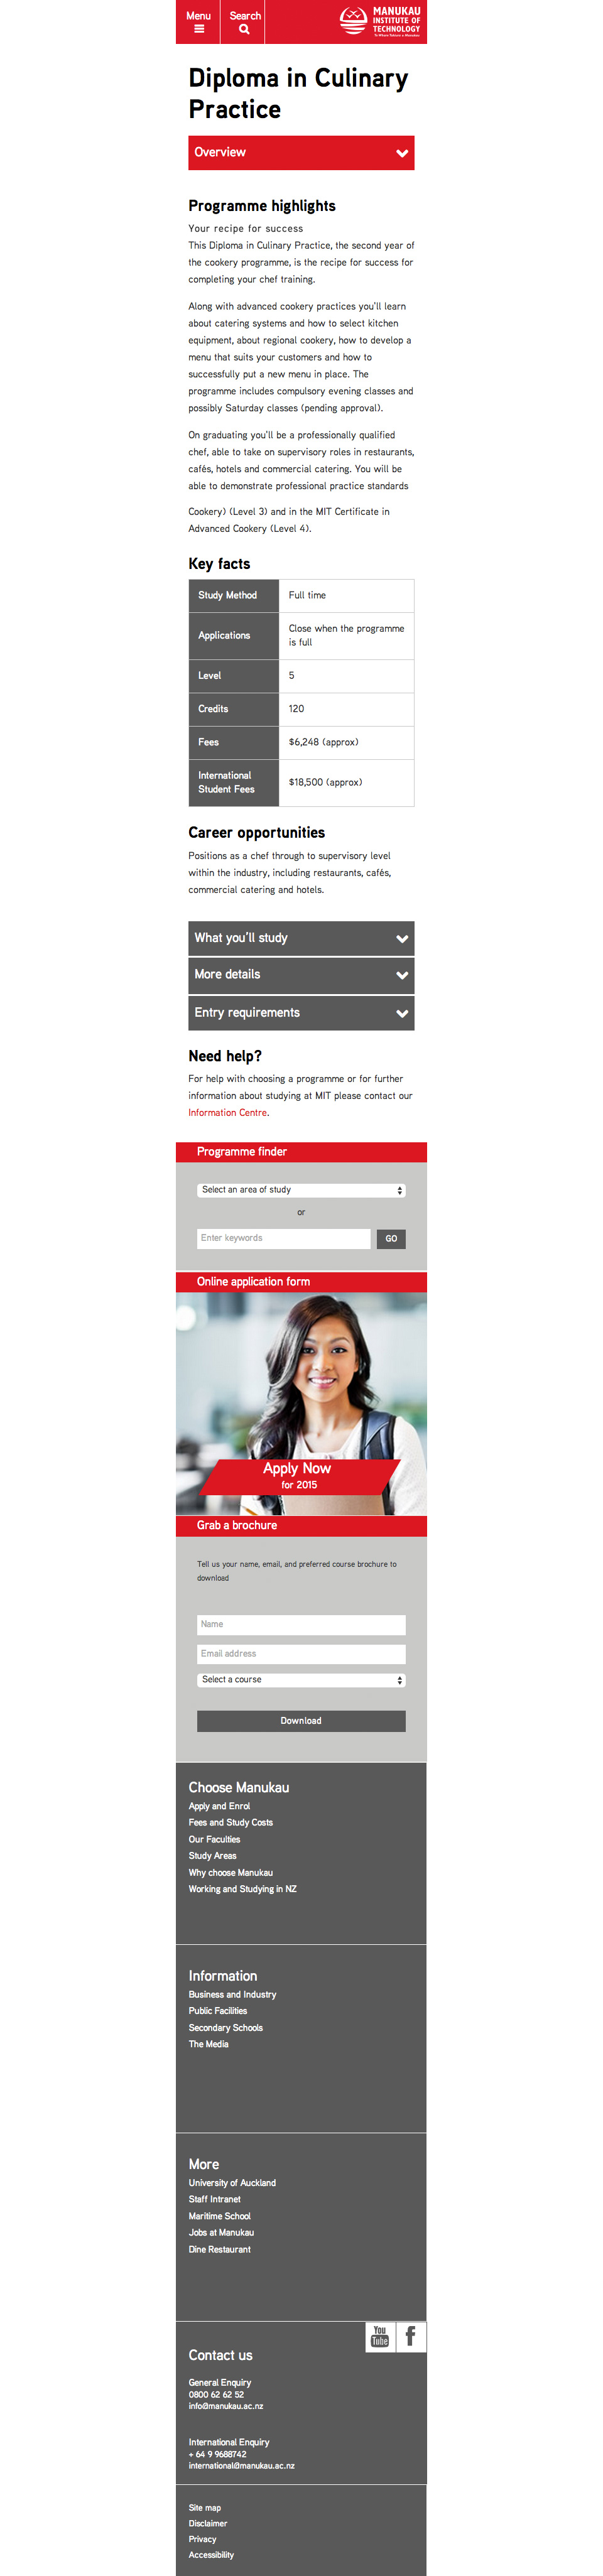 Menu
Search
MANUKAU
INSTITUTE OF
TECHNOLOGY
Diploma in Culinary
Practice
Overview
Programme highlights
Your recipe for success
This Diploma in Culinary Practice, the second year of
the cookery programme, is the recipe for success for
completing your chef training.
Along with advanced cookery practices you'll learn
about catering systems and how to select kitchen
equipment, about regional cookery, how to develop a
menu that suits your customers and how to
successfully put a new menu in place. The
programme includes compulsory evening classes and
possibly Saturday classes (pending approval).
On graduating you'll be a professionally qualified
chef, able to take on supervisory roles in restaurants,
cafés, hotels and commercial catering. You will be
able to demonstrate professional practice standards
Cookery) (Level 3) and in the MIT Certificate in
Advanced Cookery (Level 4).
Key facts
Study Method Full time
Applications Close when the programme
is full
Level 5
Credits 120
Fees $6,248 (approx)
International
Student Fees $18,500 (approx)
Career opportunities
Positions as a chef through to supervisory level
within the industry, including restaurants, cafés,
commercial catering and hotels.
What you'll study
More details
Entry requirements
Need help?
For help with choosing a programme or for further
information about studying at MIT please contact our
Information Centre.
Programme finder
Select an area of study
or
Enter keywords GO
Online application form
Apply Now
for 2015
Grab a brochure
Tell us your name, email, and preferred course brochure to
download
Name
Email address
Select a course
Download
Choose Manukau
Apply and Enrol
Fees and Study Costs
Our Faculties
Study Areas
Why choose Manukau
Working and Studying in NZ
Information
Business and Industry
Public Facilities
Secondary Schools
The Media
More
University of Auckland
Staff Intranet
Maritime School
Jobs at Manukau
Dine Restaurant
You
Tube
f
Contact us
General Enquiry
0800 62 62 52
info@manukau.ac.nz
International Enquiry
+ 64 9 9688742
international@manukau.ac.nz
Site map
Disclaimer
Privacy
Accessibility